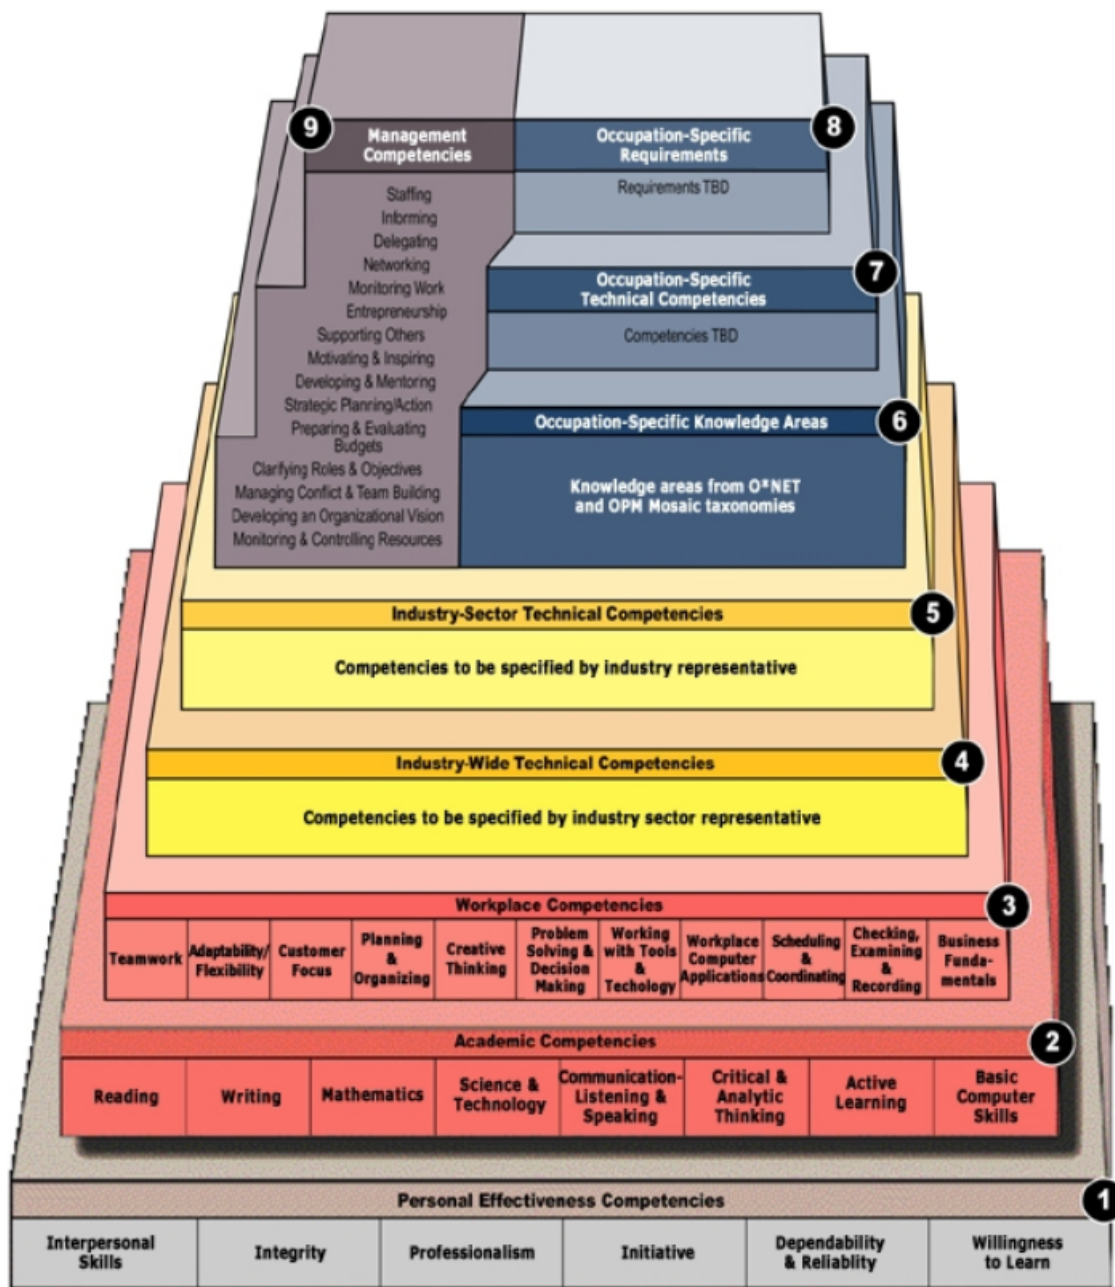 9
Management
Competencies
Staffing
Informing
Delegating
Networking
Monitoring Work
Entrepreneurship
Supporting Others
Motivating & Inspiring
Developing & Mentoring
Strategic Planning/Action
Preparing & Evaluating
Budgets
Clarifying Roles & Objectives
Managing Conflict & Team Building
Developing an Organizational Vision
Monitoring & Controlling Resources
8
Occupation-Specific
Requirements
Requirements TBD
7
Occupation-Specific
Technical Competencies
Competencies TBD
6
Occupation-Specific Knowledge Areas
Knowledge areas from O*NET
and OPM Mosaic taxonomies
5
Industry-Sector Technical Competencies
Competencies to be specified by industry representative
4
Industry-Wide Technical Competencies
Competencies to be specified by industry sector representative
3
Workplace Competencies
Teamwork
Adaptability/
Flexibility
Customer
Focus
Planning
&
Organizing
Creative
Thinking
Problem
Solving &
Decision
Making
Working
with Tools
&
Techology
Workplace
Computer
Applications
Scheduling
&
Coordinating
Checking,
Examining
&
Recording
Business
Funda-
mentals
2
Academic Competencies
Reading
Writing
Mathematics
Science &
Technology
Communication-
Listening &
Speaking
Critical &
Analytic
Thinking
Active
Learning
Basic
Computer
Skills
1
Personal Effectiveness Competencies
Interpersonal
Skills
Integrity
Professionalism
Initiative
Dependability
& Reliablity
Willingness
to Learn